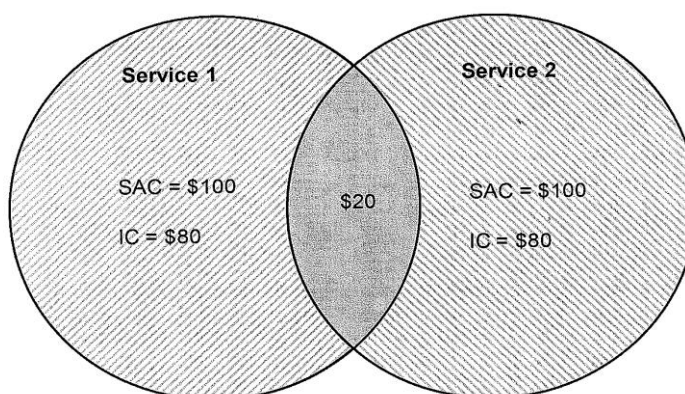 Service 1
Service 2
SAC = $100
IC = $80
$20
SAC = $100
IC = $80